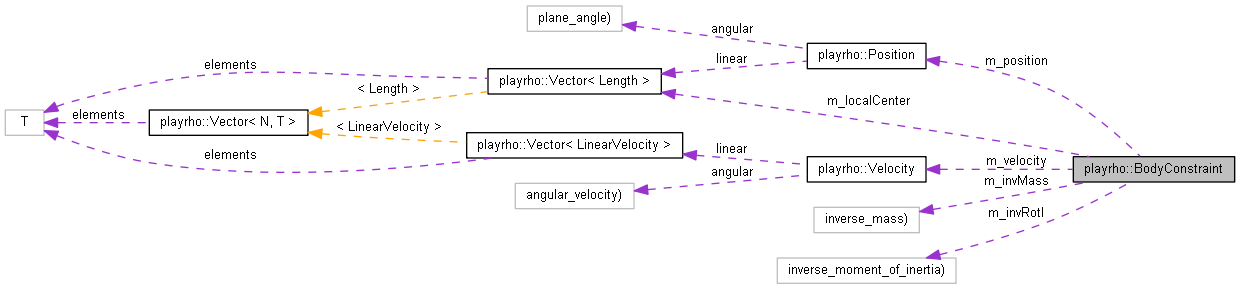 plane_angle)
angular
playrho::Position
linear
elements
playrho::Vector< Length >
m_position
< Length >
m_localCenter
T
elements
playrho::Vector< N, T >
< LinearVelocity >
playrho::Vector< LinearVelocity >
elements
linear
angular
playrho::Velocity
m_velocity
playrho::BodyConstraint
m_invMass
angular_velocity)
m_invRotI
inverse_mass)
inverse_moment_of_inertia)